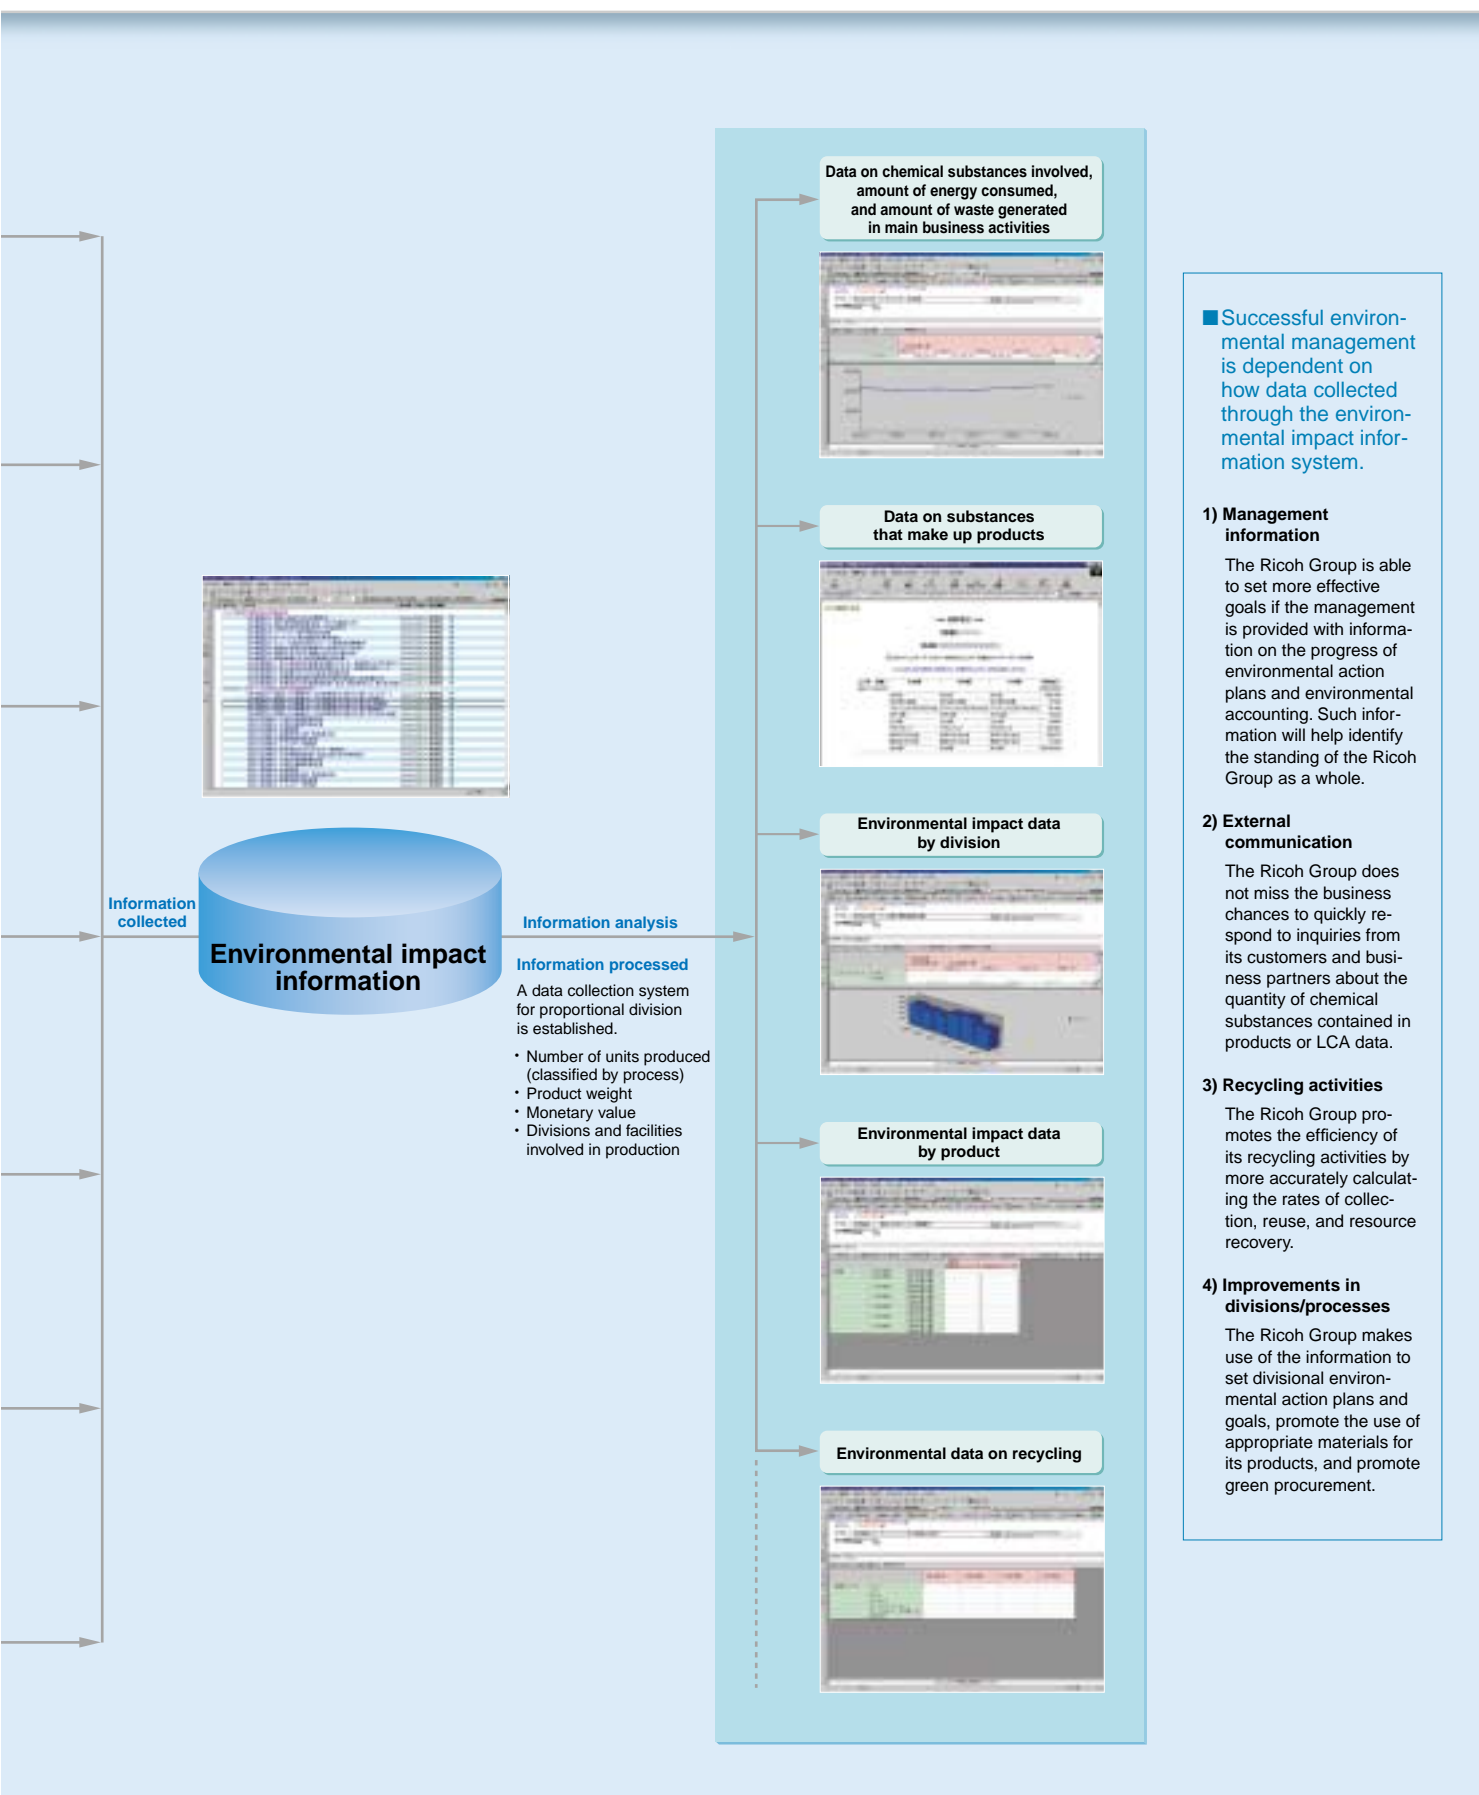 Data on chemical substances involved,
amount of energy consumed,
and amount of waste generated
in main business activities
Data on substances
that make up products
Environmental impact data
by division
Environmental impact data
by product
Environmental data on recycling
Information
collected
Environmental impact
information
Information analysis
Information processed
A data collection system
for proportional division
is established.
・Number of units produced
(classified by process)
・Product weight
・Monetary value
・Divisions and facilities
involved in production
■Successful environ-
mental management
is dependent on
how data collected
through the environ-
mental impact infor-
mation system.
1) Management
information
The Ricoh Group is able
to set more effective
goals if the management
is provided with informa-
tion on the progress of
environmental action
plans and environmental
accounting. Such infor-
mation will help identify
the standing of the Ricoh
Group as a whole.
2) External
communication
The Ricoh Group does
not miss the business
chances to quickly re-
spond to inquiries from
its customers and busi-
ness partners about the
quantity of chemical
substances contained in
products or LCA data.
3) Recycling activities
The Ricoh Group pro-
motes the efficiency of
its recycling activities by
more accurately calculat-
ing the rates of collec-
tion, reuse, and resource
recovery.
4) Improvements in
divisions/processes
The Ricoh Group makes
use of the information to
set divisional environ-
mental action plans and
goals, promote the use of
appropriate materials for
its products, and promote
green procurement.